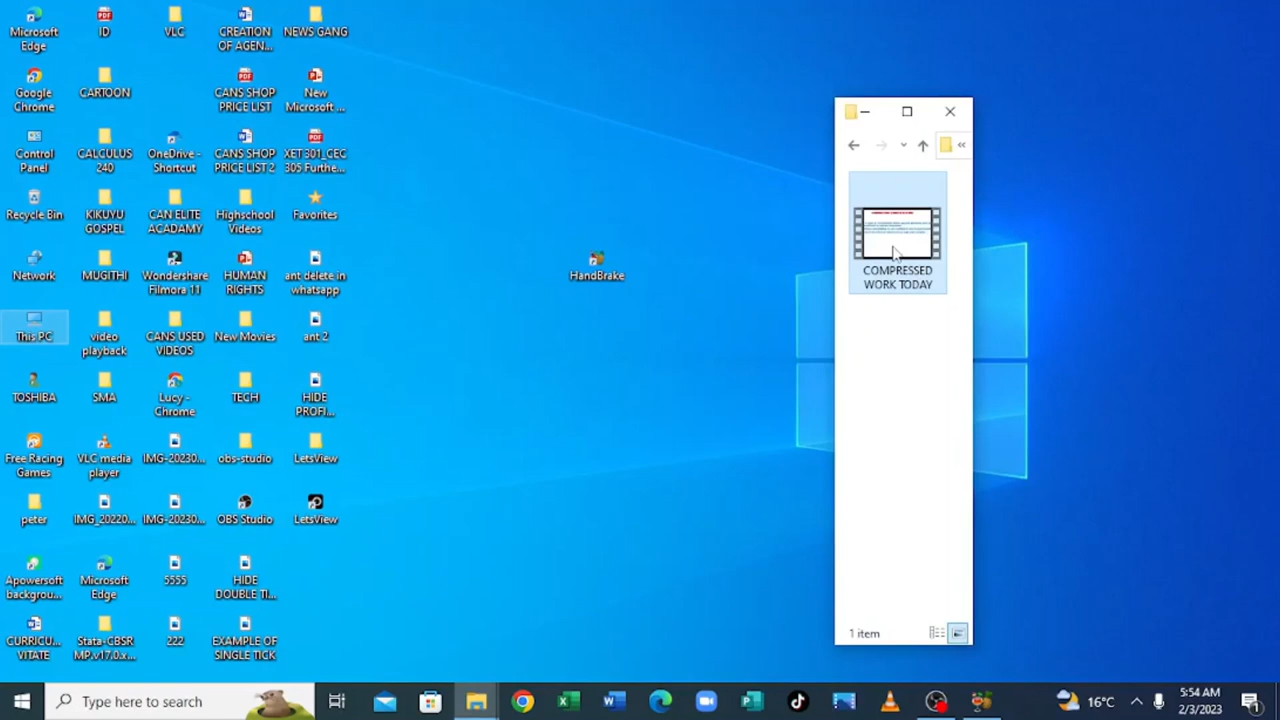 Microsoft
Edge
ID
VLC
CREATION
OF AGEN...
NEWS GANG
Google
Chrome
CARTOON
CANS SHOP
PRICE LIST
New
Microsoft ...
Control
Panel
CALCULUS
240
OneDrive -
Shortcut
CANS SHOP
PRICE LIST 2
XET 301_CEC
305 Furthe...
Recycle Bin
KIKUYU
GOSPEL
CAN ELITE
ACADAMY
Highschool
Videos
Favorites
Network
MUGITHI
Wondershare
Filmora 11
HUMAN
RIGHTS
ant delete in
whatsapp
HandBrake
This PC
video
playback
CANS USED
VIDEOS
New Movies
ant 2
TOSHIBA
SMA
Lucy -
Chrome
TECH
HIDE
PROFI...
Free Racing
Games
VLC media
player
IMG-20230...
obs-studio
LetsView
peter
IMG_20220...
IMG-20230...
OBS Studio
LetsView
Apowersoft
backgrou...
Microsoft
Edge
5555
HIDE
DOUBLE TI...
CURRICU...
VITATE
Stata-CBSR
MP.v17.0.x...
222
EXAMPLE OF
SINGLE TICK
COMPRESSED
WORK TODAY
1 item
Type here to search
16°C
5:54 AM
2/3/2023
1